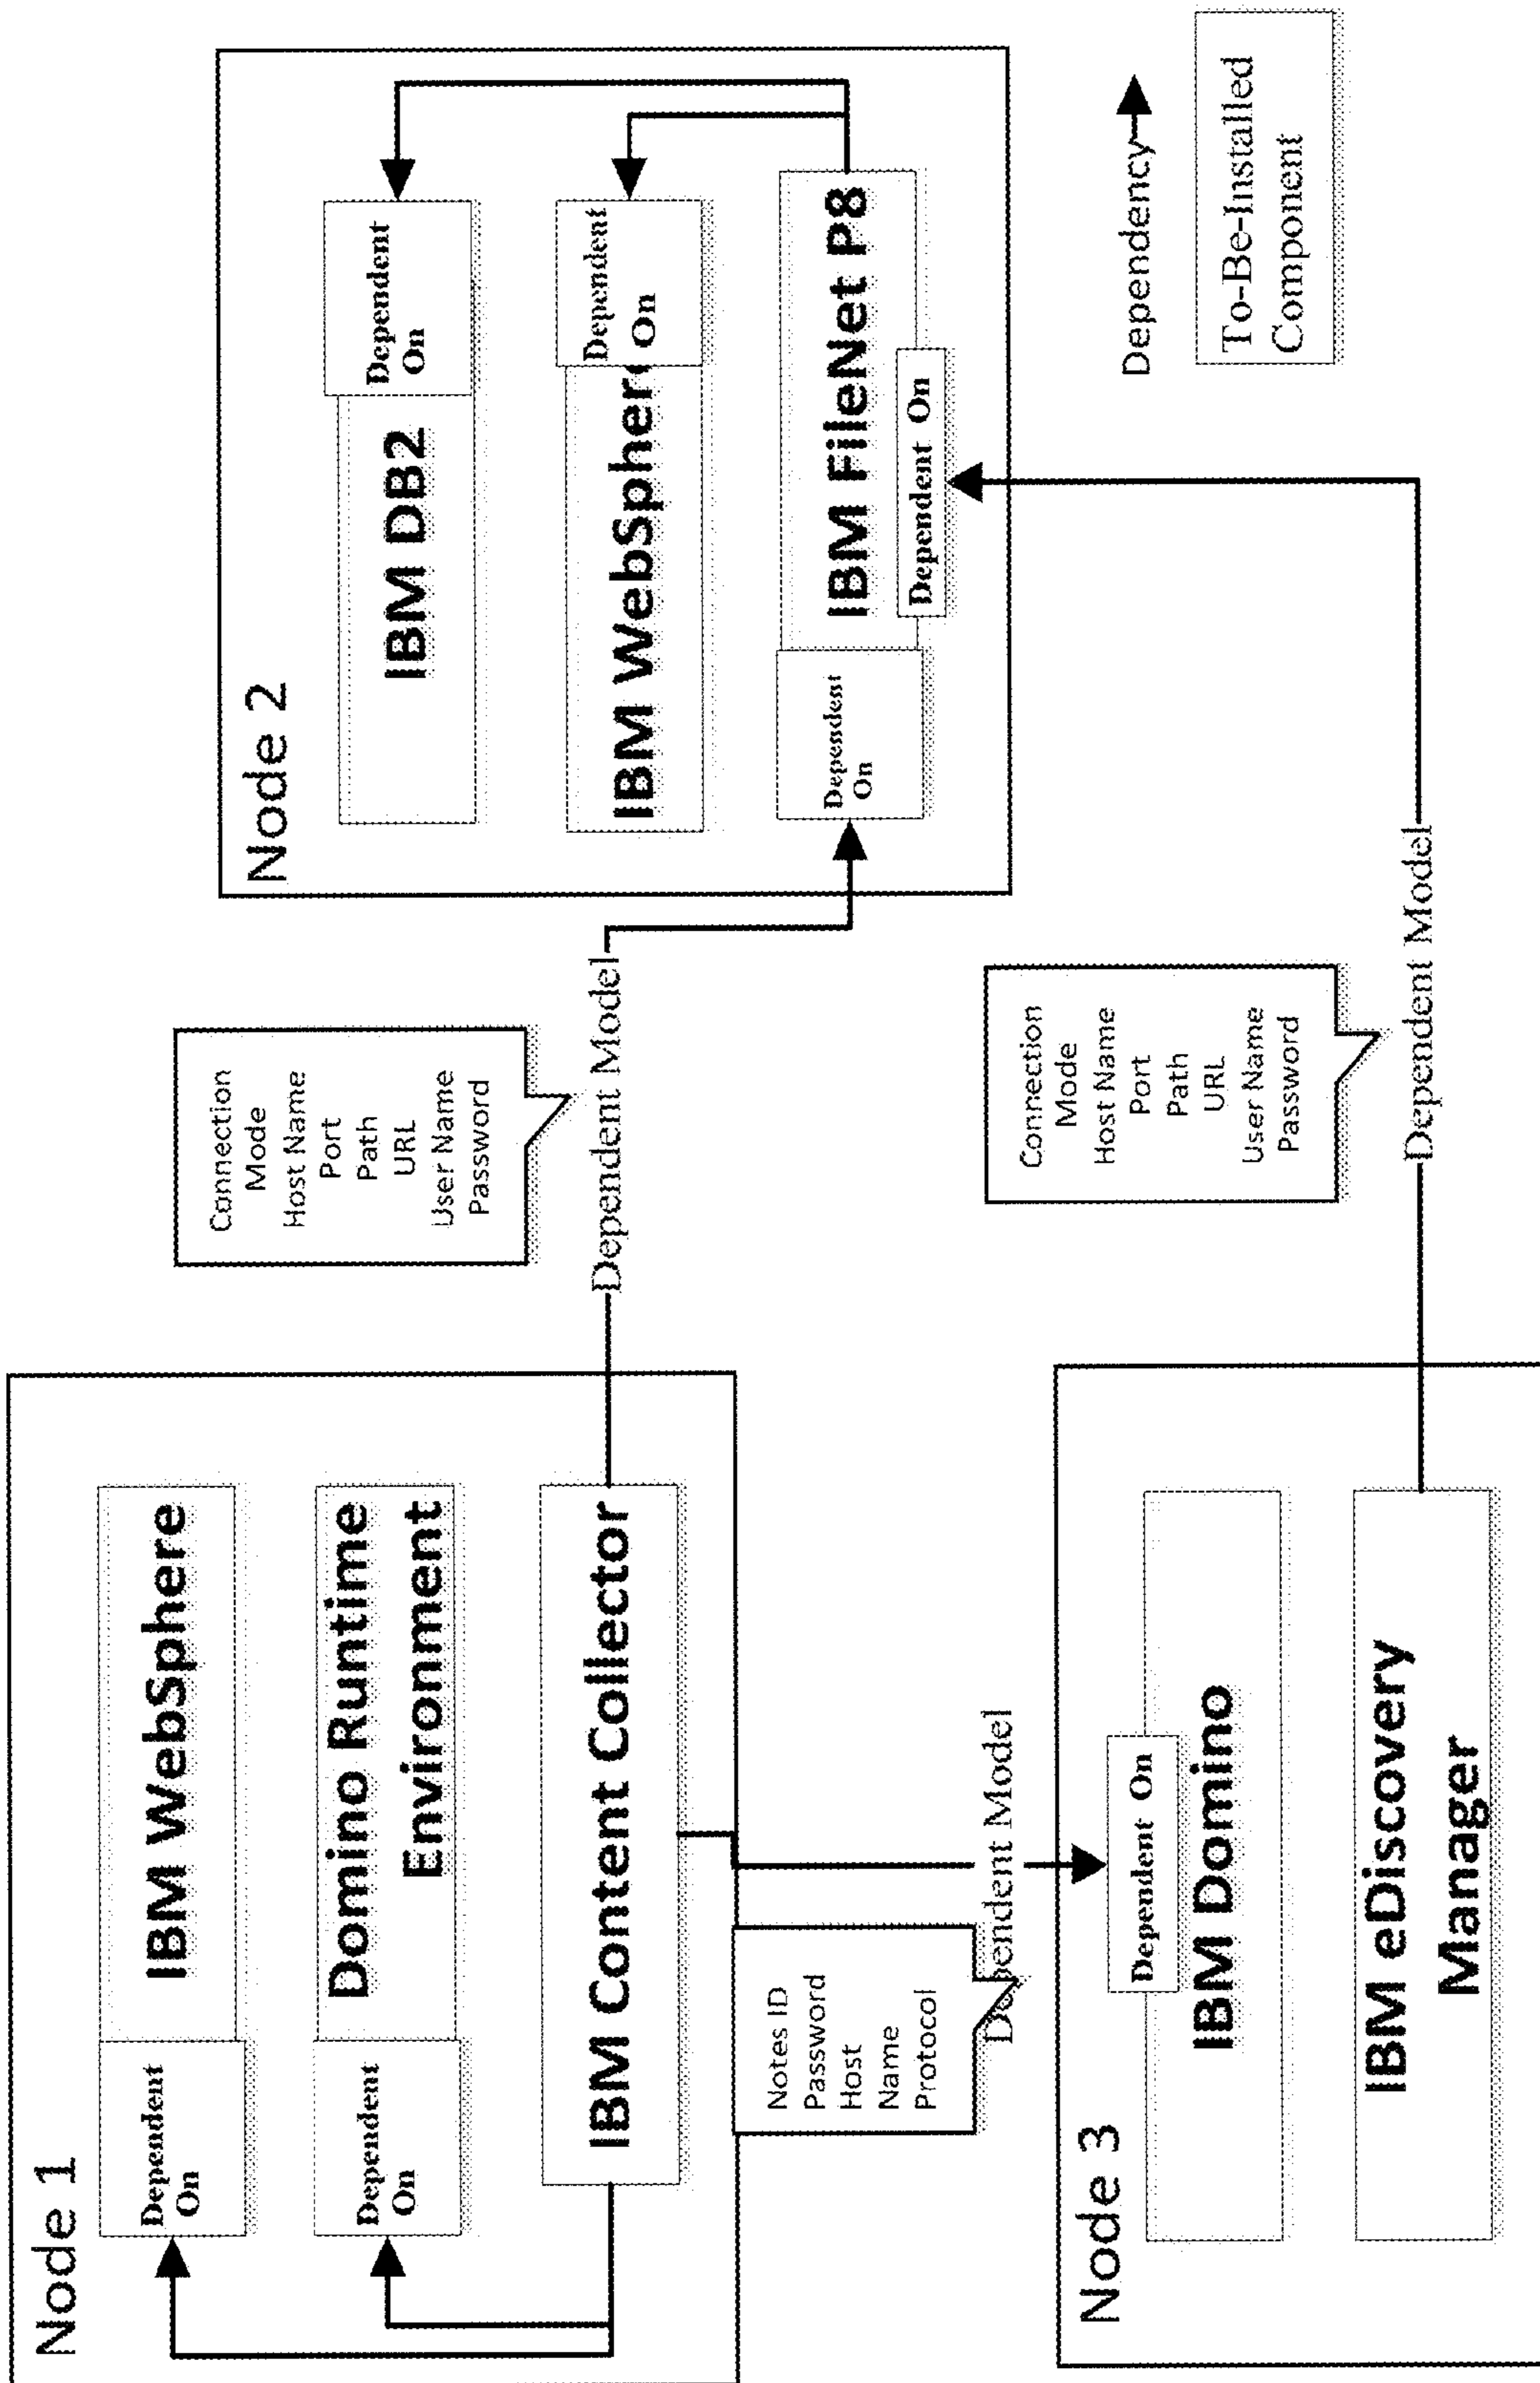 Node 1
Dependent
On
IBM WebSphere
Dependent
On
Domino Runtime
Environment
IBM Content Collector
Connection
Mode
Host Name
Port
Path
URL
User Name
Password
Dependent Model
Node 2
IBM DB2
Dependent
On
IBM WebSphere
Dependent
On
Dependent
On
IBM FileNet P8
Dependent On
Notes ID
Password
Host
Name
Protocol
Dependent Model
Node 3
Dependent On
IBM Domino
IBM eDiscovery
Manager
Connection
Mode
Host Name
Port
Path
URL
User Name
Password
Dependent Model
Dependency
To-Be-Installed
Component